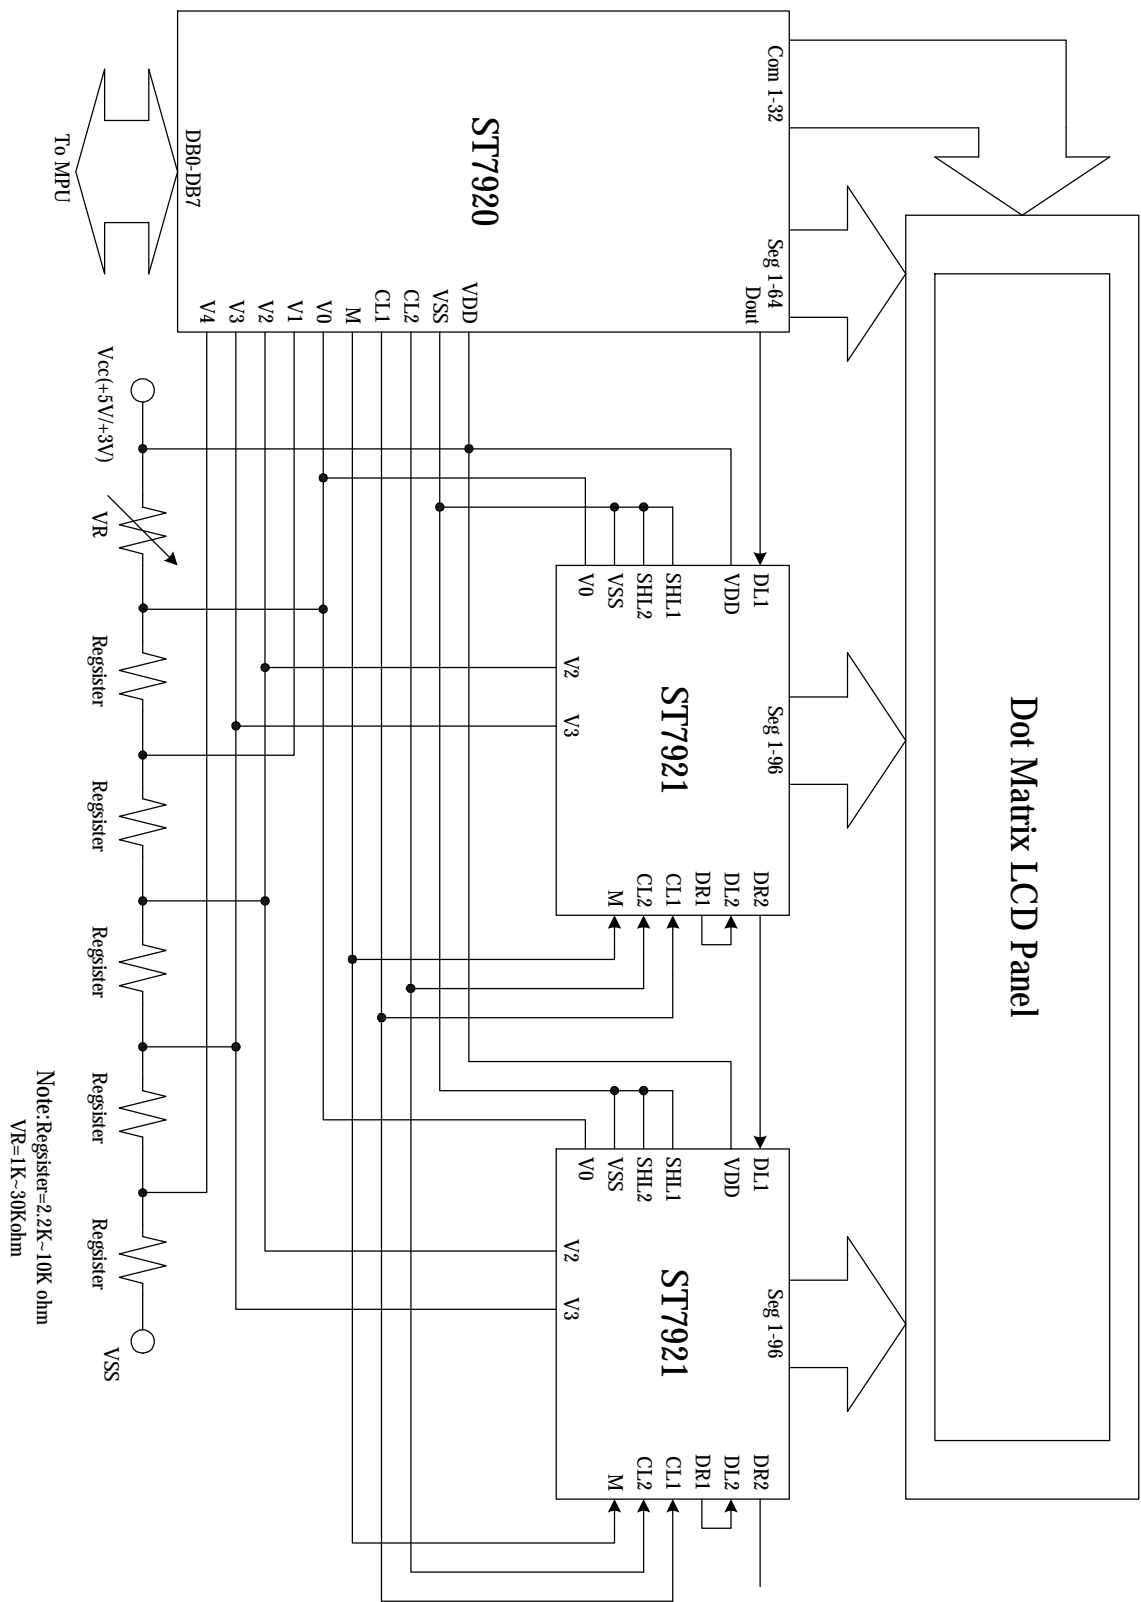 Dot Matrix LCD Panel
Com 1-32
Seg 1-64
Dout
ST7920
DB0-DB7
To MPU
VDD
VSS
CL2
CL1
M
V0
V1
V2
V3
V4
Seg 1-96
DL1
VDD
SHL1
SHL2
VSS
V0
ST7921
V2
V3
DR2
DL2
DR1
CL1
CL2
M
Seg 1-96
DL1
VDD
SHL1
SHL2
VSS
V0
ST7921
V2
V3
DR2
DL2
DR1
CL1
CL2
M
Vcc(+5V/+3V)
VR
Regsister
Regsister
Regsister
Regsister
Regsister
VSS
Note:Regsister=2.2K~10K ohm
VR=1K~30Kohm